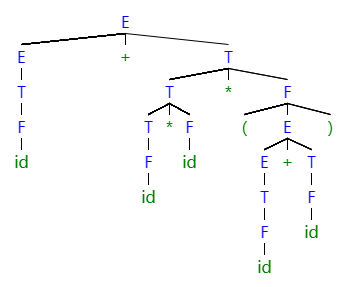 E
E + T
T T * F
F T * F ( E )
id F id E + T
id T F
F id
id